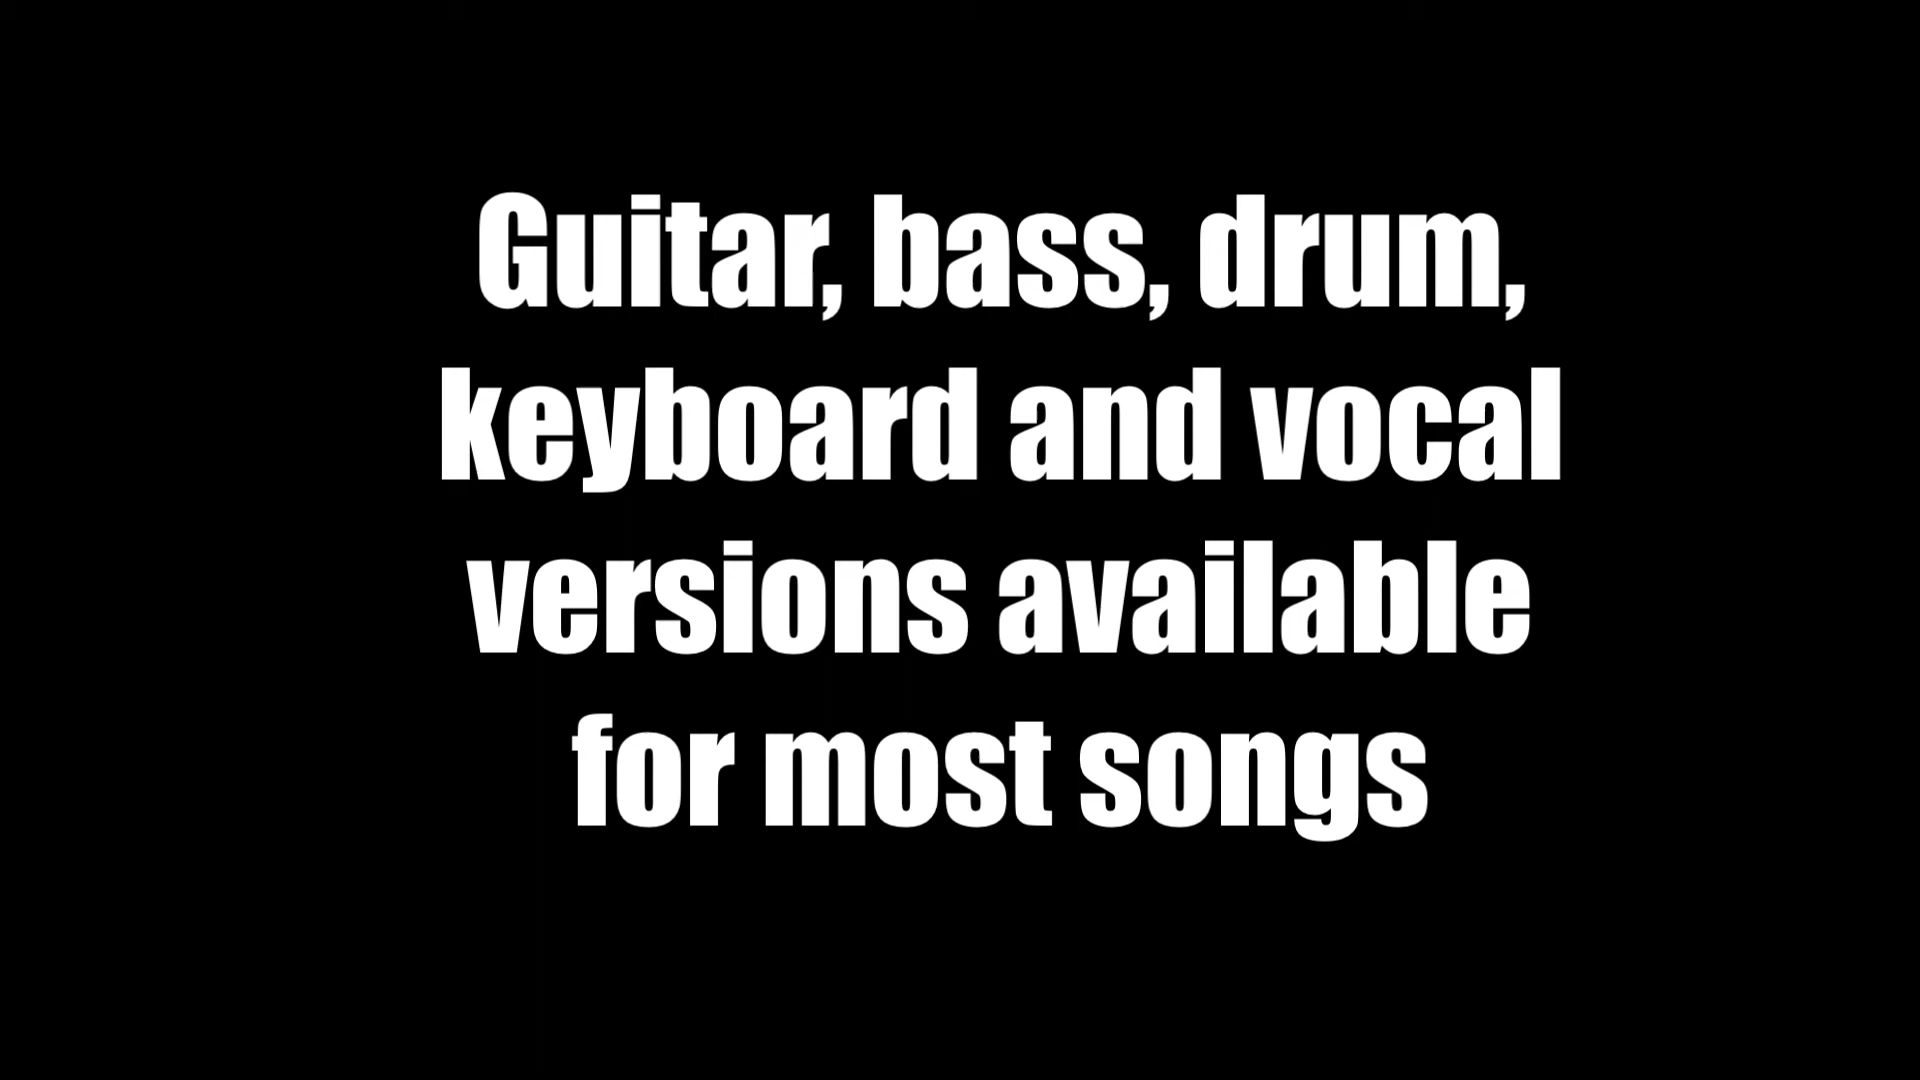 Guitar, bass, drum,
keyboard and vocal
versions available
for most songs